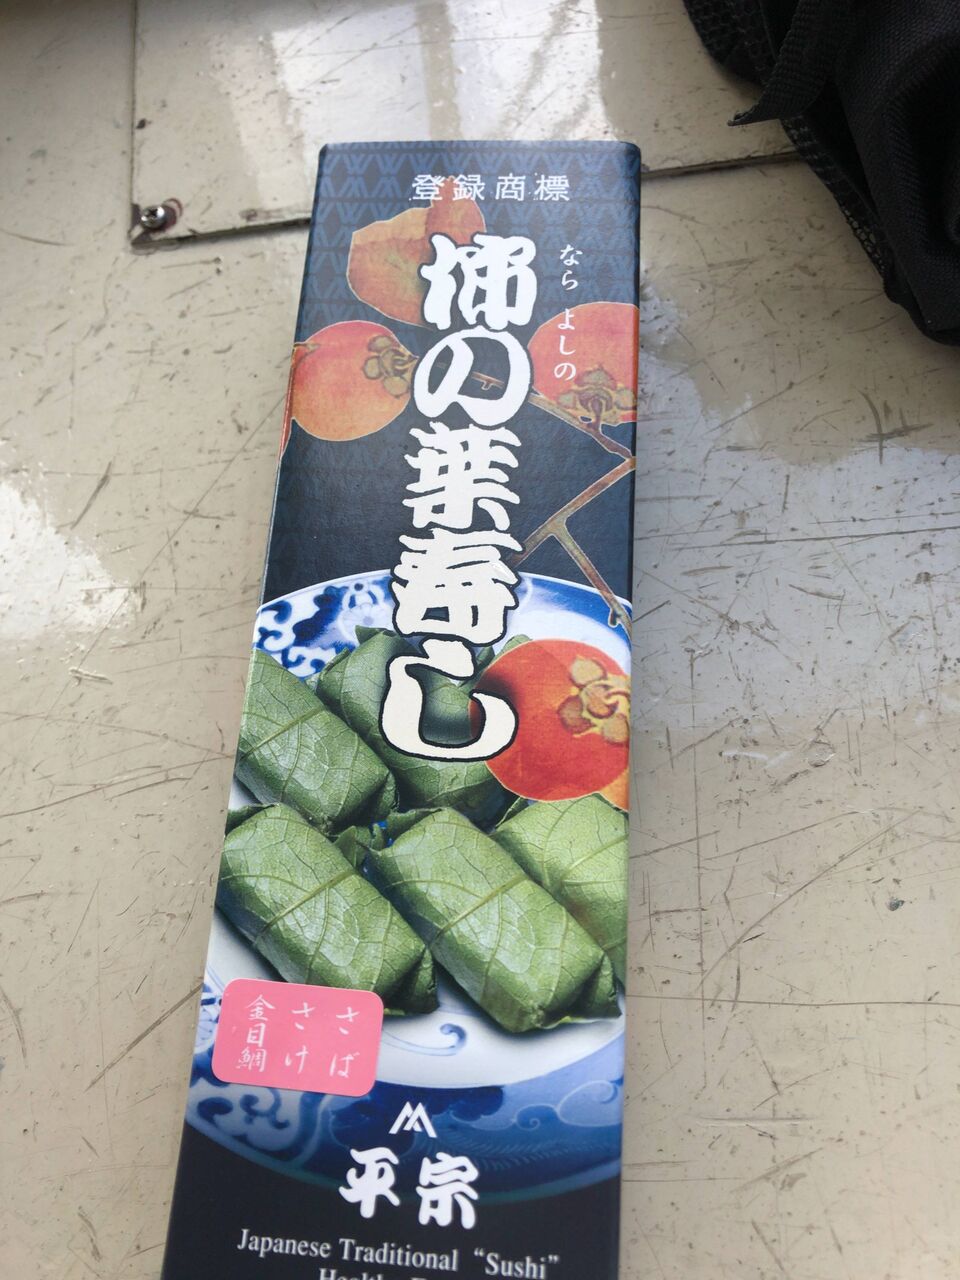 登録商標
なら よしの
柿の葉寿し
さば
さけ
金目鯛
平宗
Japanese Traditional “Sushi”